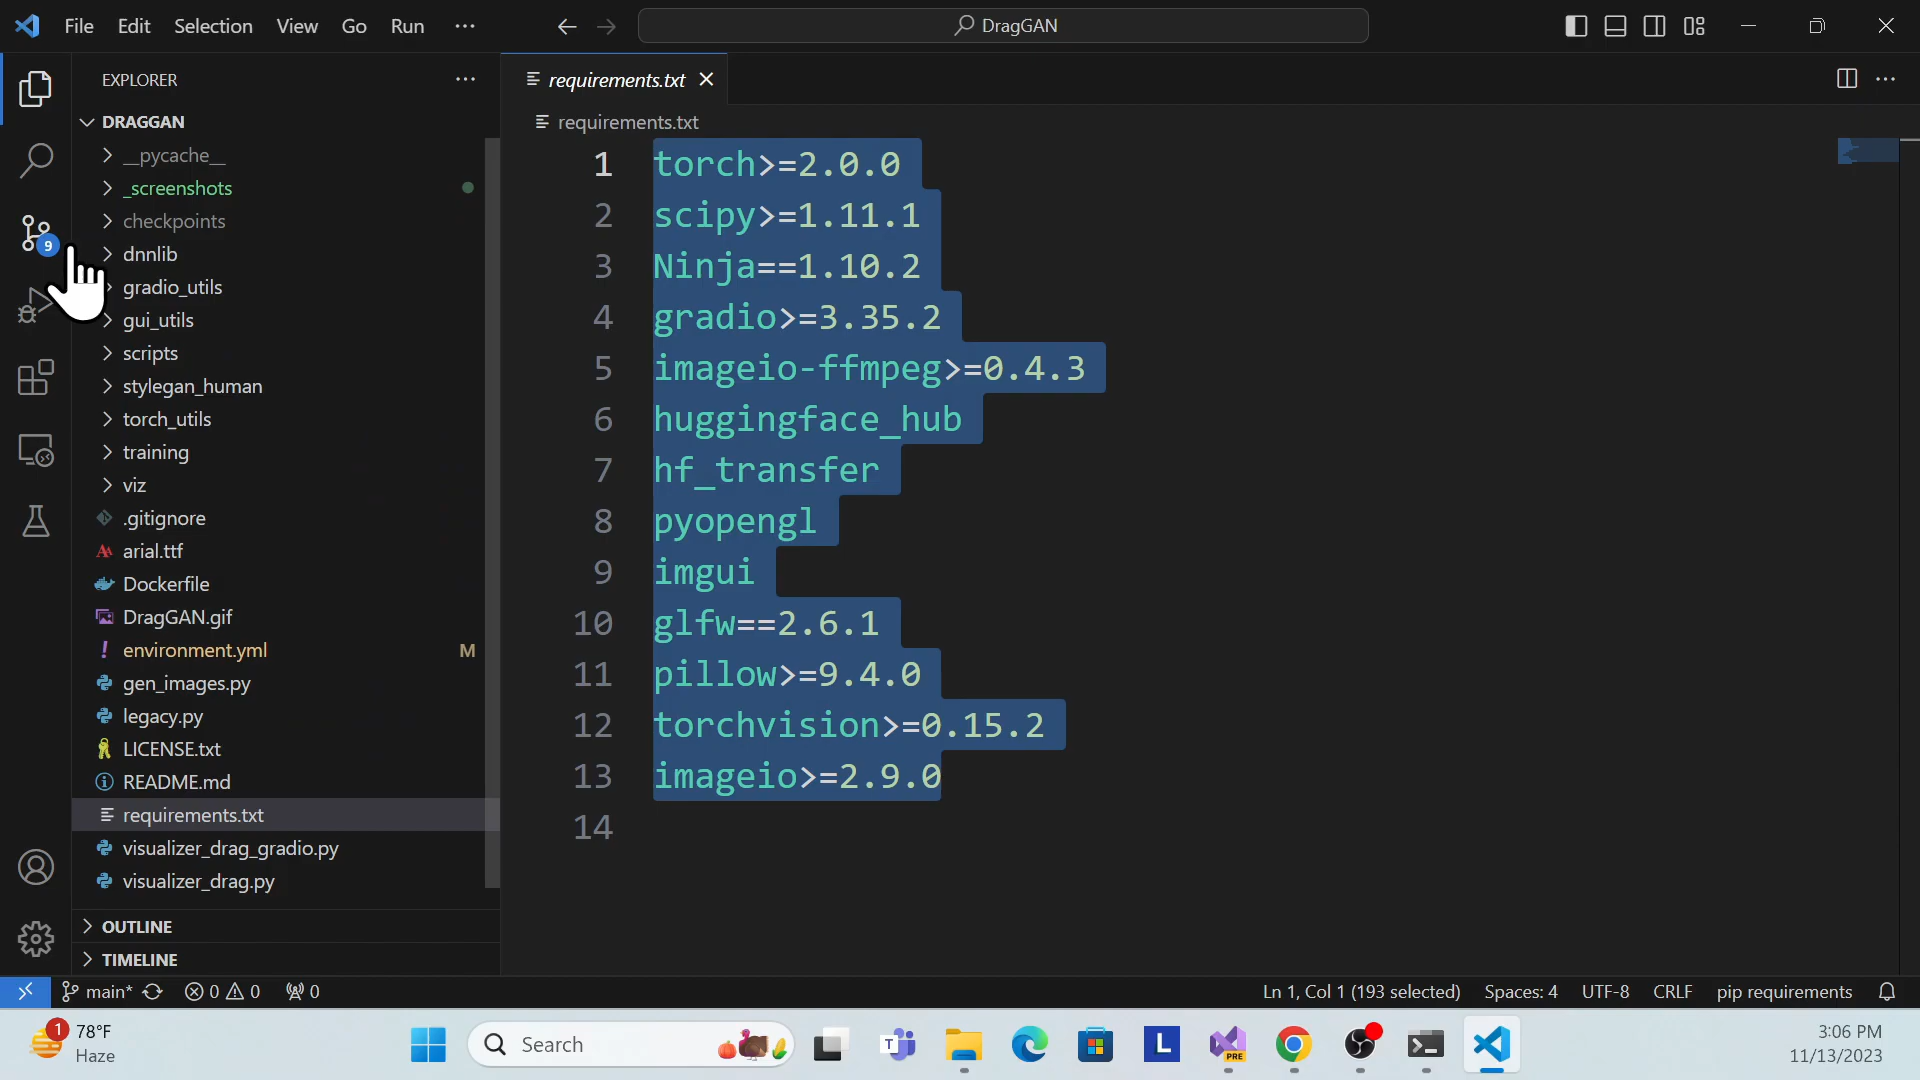 File Edit Selection View Go Run ···
DragGAN
EXPLORER
DRAGGAN
__pycache__
_screenshots
checkpoints
dnnlib
gradio_utils
gui_utils
scripts
stylegan_human
torch_utils
training
viz
.gitignore
arial.ttf
Dockerfile
DragGAN.gif
environment.yml M
gen_images.py
legacy.py
LICENSE.txt
README.md
requirements.txt
visualizer_drag_gradio.py
visualizer_drag.py
OUTLINE
TIMELINE
9
requirements.txt
requirements.txt
1 torch>=2.0.0
2 scipy>=1.11.1
3 Ninja==1.10.2
4 gradio>=3.35.2
5 imageio-ffmpeg>=0.4.3
6 huggingface_hub
7 hf_transfer
8 pyopengl
9 imgui
10 glfw==2.6.1
11 pillow>=9.4.0
12 torchvision>=0.15.2
13 imageio>=2.9.0
14
main* 0 0 0 Ln 1, Col 1 (193 selected) Spaces: 4 UTF-8 CRLF pip requirements
1 78°F
Haze
Search
T
L
PRE
3:06 PM
11/13/2023